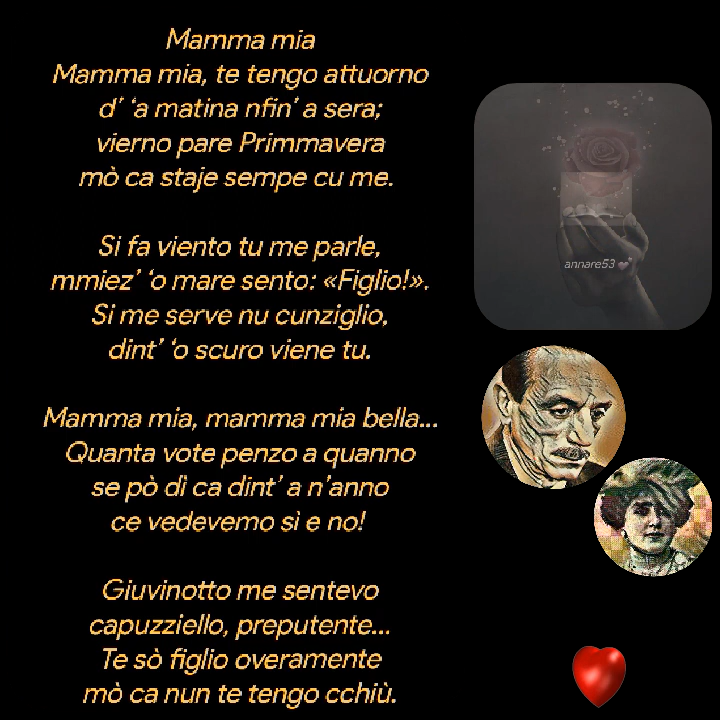 Mamma mia
Mamma mia, te tengo attuorno
d’ ‘a matina nfin’ a sera;
vierno pare Primmavera
mò ca staje sempe cu me.
Si fa viento tu me parle,
mmiez’ ‘o mare sento: «Figlio!».
Si me serve nu cunziglio,
dint’ ‘o scuro viene tu.
Mamma mia, mamma mia bella...
Quanta vote penzo a quanno
se pò dì ca dint’ a n’anno
ce vedevemo sì e no!
Giuvinotto me sentevo
capuzziello, preputente...
Te sò figlio overamente
mò ca nun te tengo cchiù.
annare53